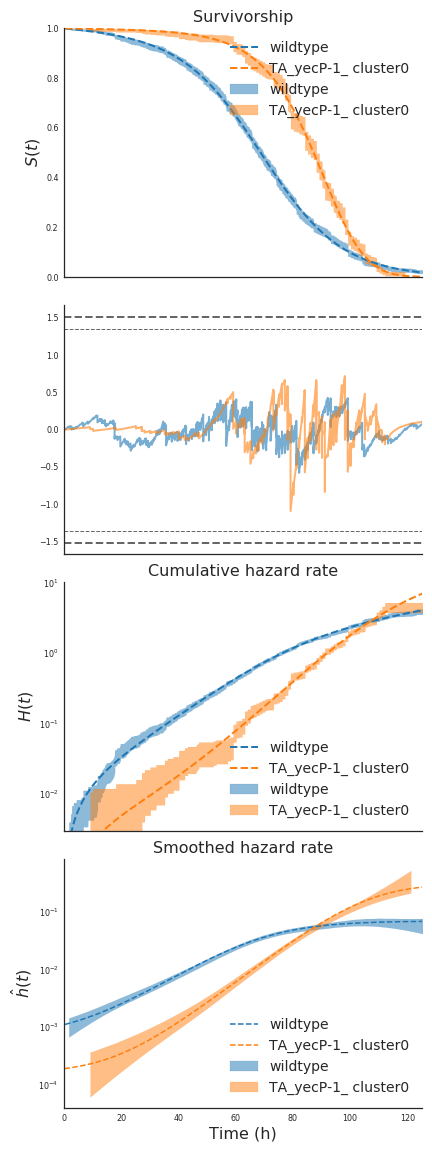 Survivorship
1.0
0.8
0.6
0.4
0.2
0.0
S(t)
wildtype
TA_yecP-1_ cluster0
wildtype
TA_yecP-1_ cluster0
1.5
1.0
0.5
0.0
−0.5
−1.0
−1.5
Cumulative hazard rate
10¹
10⁰
10⁻¹
10⁻²
H(t)
wildtype
TA_yecP-1_ cluster0
wildtype
TA_yecP-1_ cluster0
Smoothed hazard rate
10⁻¹
10⁻²
10⁻³
10⁻⁴
ĥ(t)
wildtype
TA_yecP-1_ cluster0
wildtype
TA_yecP-1_ cluster0
0 20 40 60 80 100 120
Time (h)